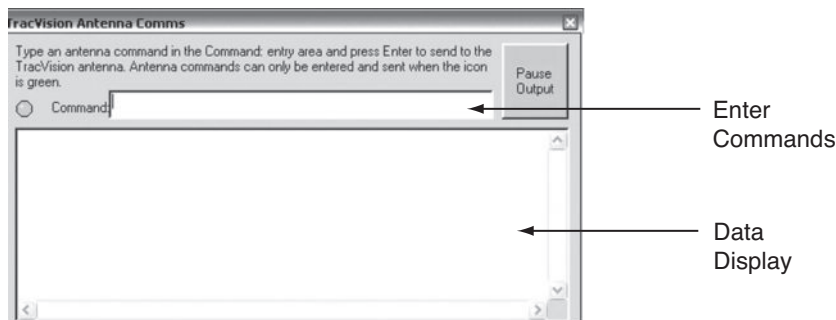 TracVision Antenna Comms
Type an antenna command in the Command: entry area and press Enter to send to the
TracVision antenna. Antenna commands can only be entered and sent when the icon
is green.
Pause
Output
Command:
Enter
Commands
Data
Display